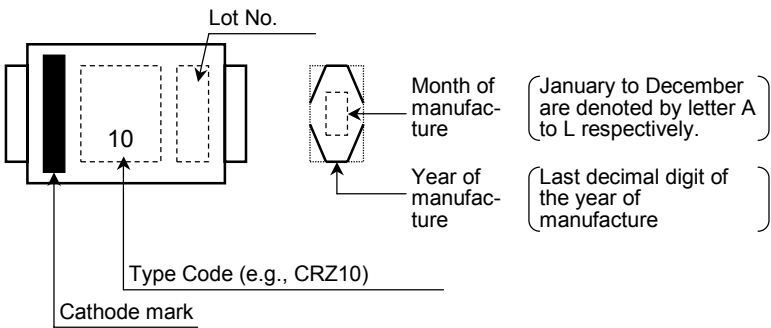 Lot No.
10
Month of
manufac-
ture
January to December
are denoted by letter A
to L respectively.
Year of
manufac-
ture
Last decimal digit of
the year of
manufacture
Type Code (e.g., CRZ10)
Cathode mark